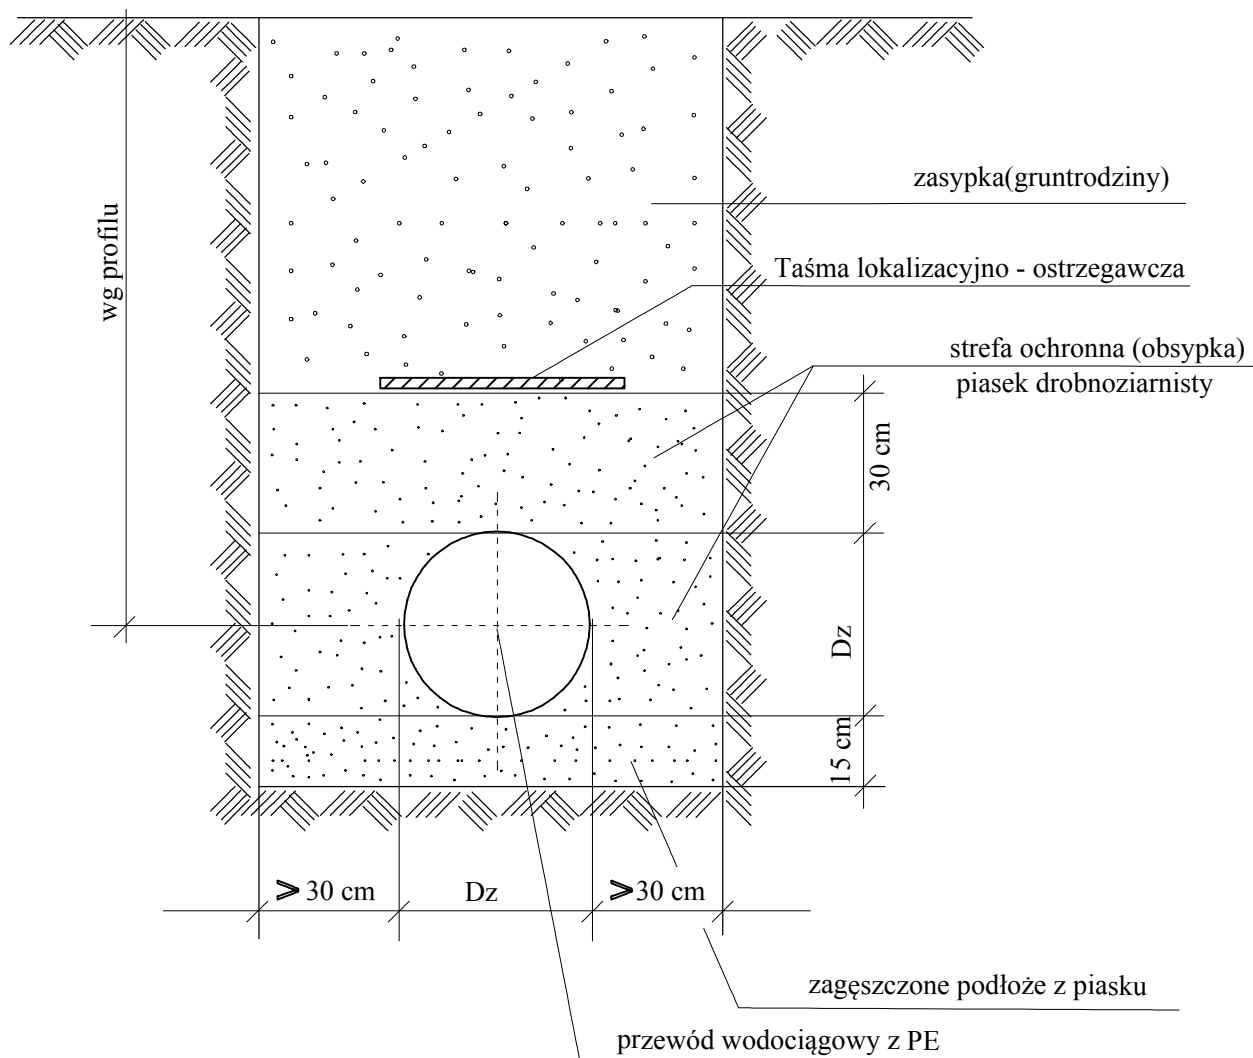 zasypka(gruntrodziny)
wg profilu
Taśma lokalizacyjno - ostrzegawcza
strefa ochronna (obsypka)
piasek drobnoziarnisty
30 cm
Dz
15 cm
⩾ 30 cm
Dz
⩾30 cm
zagęszczone podłoże z piasku
przewód wodociągowy z PE